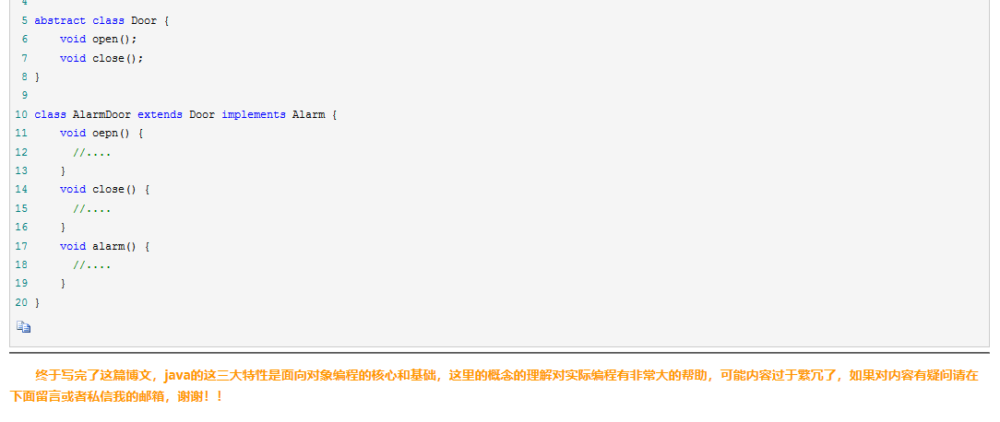 4
5 abstract class Door {
6     void open();
7     void close();
8 }
9
10 class AlarmDoor extends Door implements Alarm {
11     void oepn() {
12       //....
13     }
14     void close() {
15       //....
16     }
17     void alarm() {
18       //....
19     }
20 }
终于写完了这篇博文，java的这三大特性是面向对象编程的核心和基础，这里的概念的理解对实际编程有非常大的帮助，可能内容过于繁冗了，如果对内容有疑问请在
下面留言或者私信我的邮箱，谢谢！！